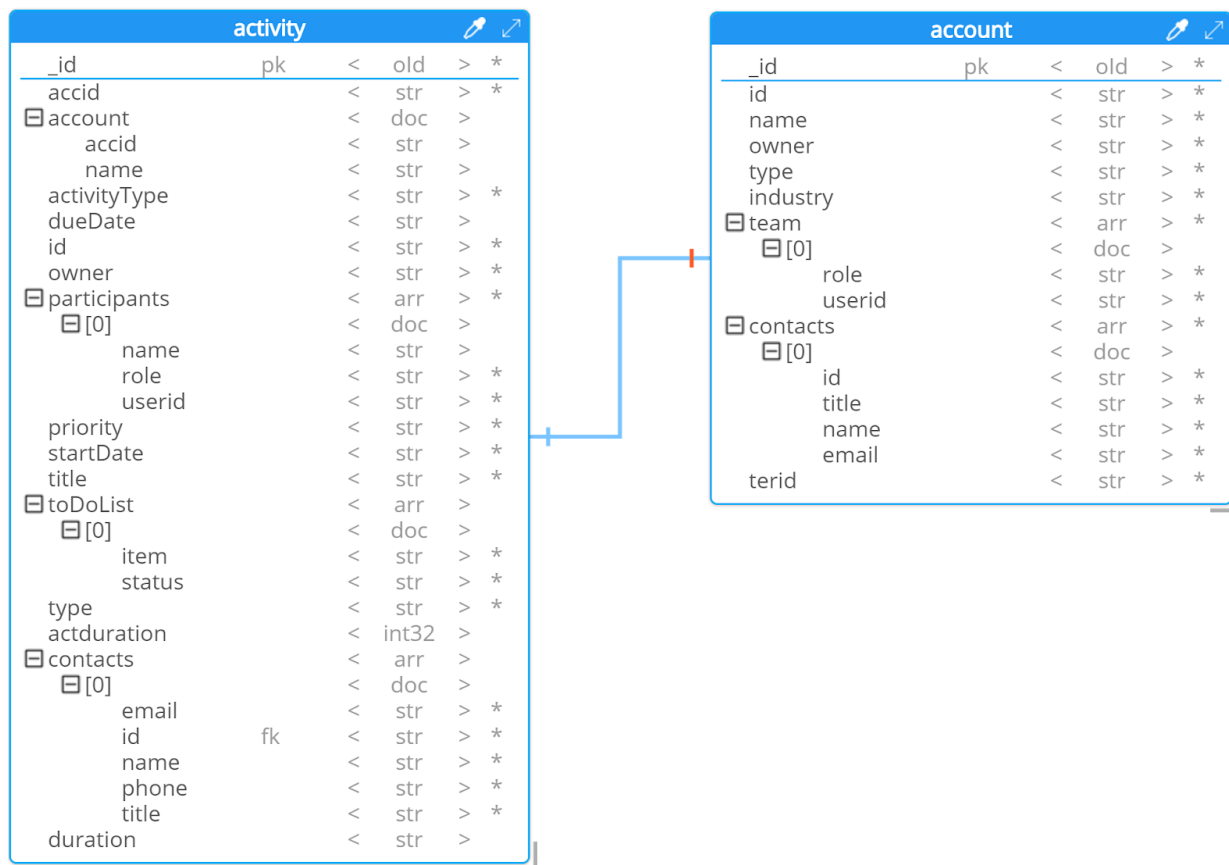 activity
_id pk < oId > *
accid < str > *
account < doc >
accid < str >
name < str >
activityType < str > *
dueDate < str >
id < str > *
owner < str > *
participants < arr > *
[0] < doc >
name < str >
role < str > *
userid < str > *
priority < str > *
startDate < str > *
title < str > *
toDoList < arr >
[0] < doc >
item < str > *
status < str > *
type < str > *
actduration < int32 >
contacts < arr >
[0] < doc >
email < str > *
id fk < str > *
name < str > *
phone < str > *
title < str > *
duration < str >
account
_id pk < oId > *
id < str > *
name < str > *
owner < str > *
type < str > *
industry < str > *
team < arr > *
[0] < doc >
role < str > *
userid < str > *
contacts < arr > *
[0] < doc >
id < str > *
title < str > *
name < str > *
email < str > *
terid < str > *